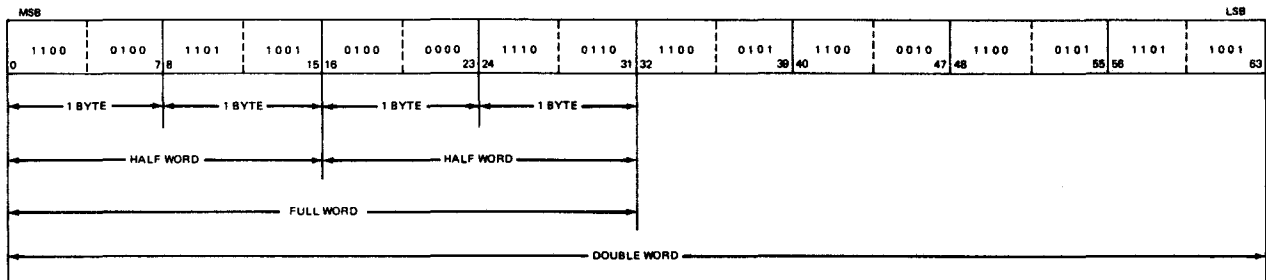 MSB LSB
1100 0100 1101 1001 0100 0000 1110 0110 1100 0101 1100 0010 1100 0101 1101 1001
0 7 8 15 16 23 24 31 32 39 40 47 48 55 56 63
1 BYTE 1 BYTE 1 BYTE 1 BYTE
HALF WORD HALF WORD
FULL WORD
DOUBLE WORD